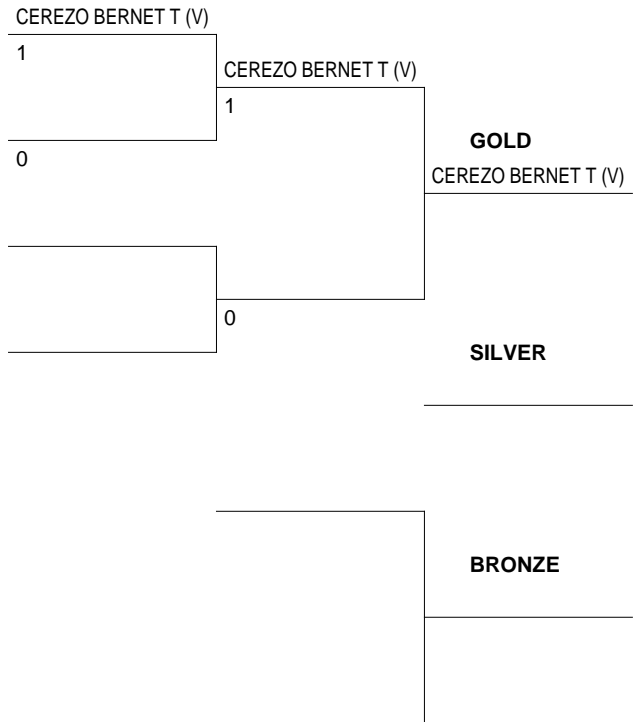 CEREZO BERNET T (V)
1
CEREZO BERNET T (V)
1
0
GOLD
CEREZO BERNET T (V)
0
SILVER
BRONZE